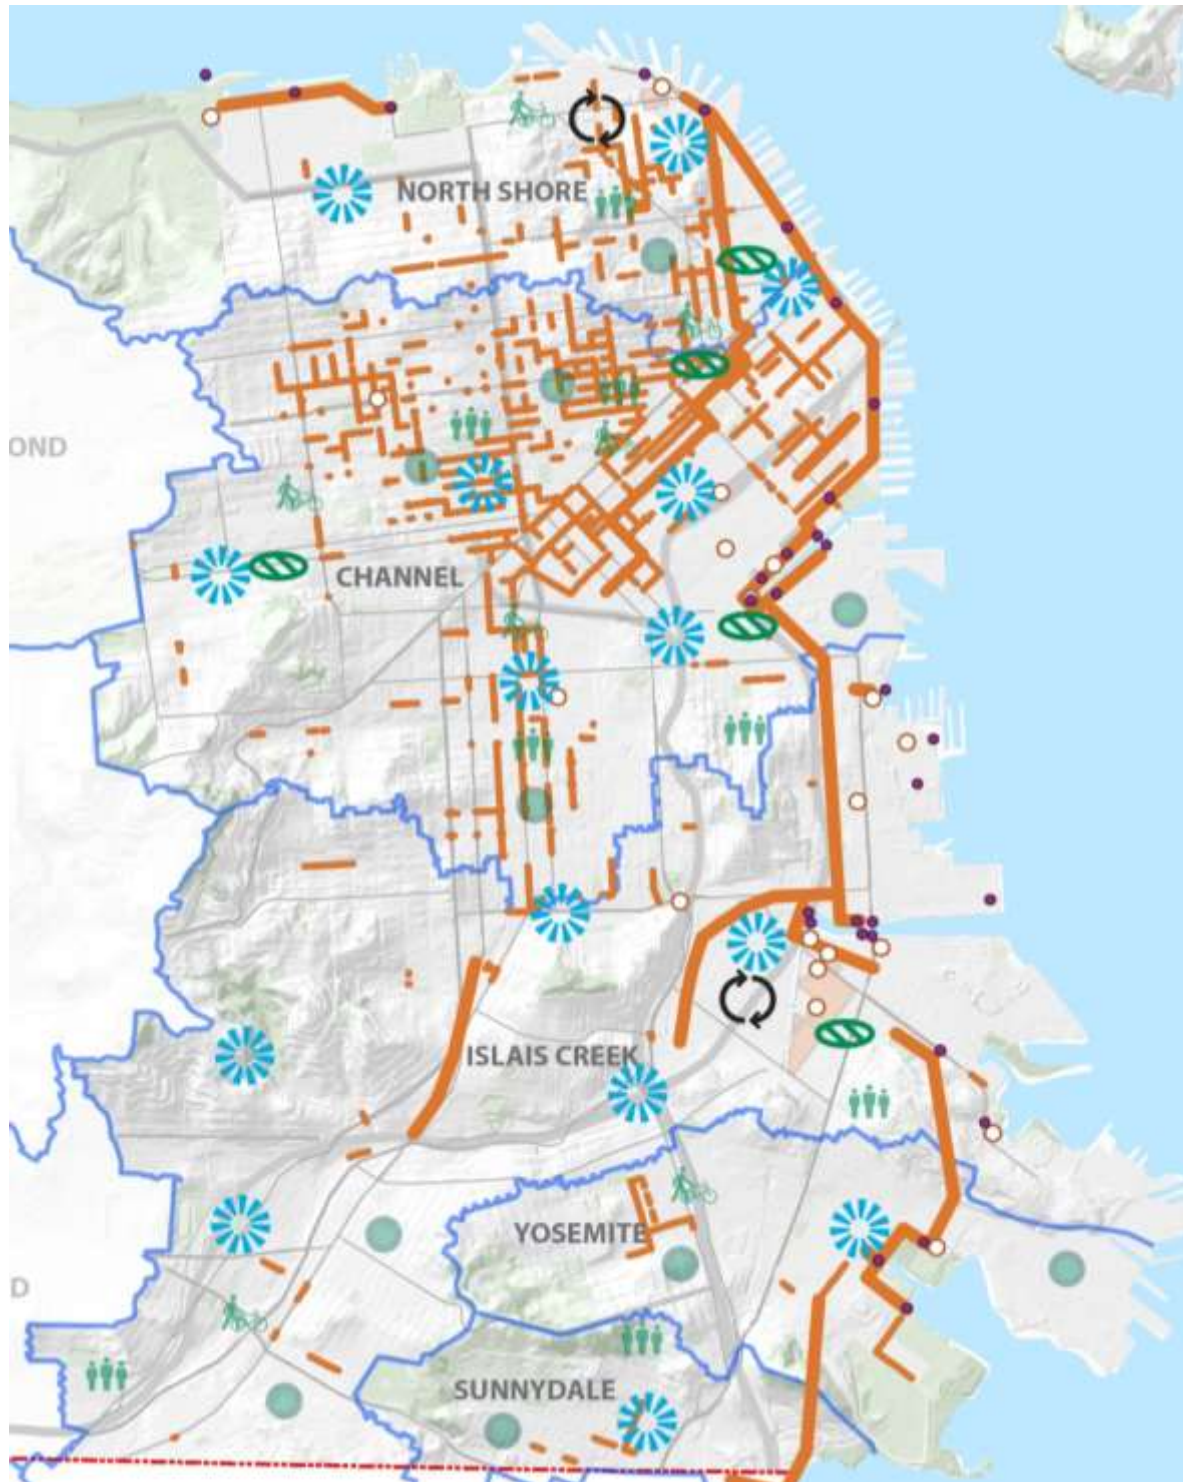 NORTH SHORE
OND
CHANNEL
ISLAIS CREEK
YOSEMITE
D
SUNNYDALE